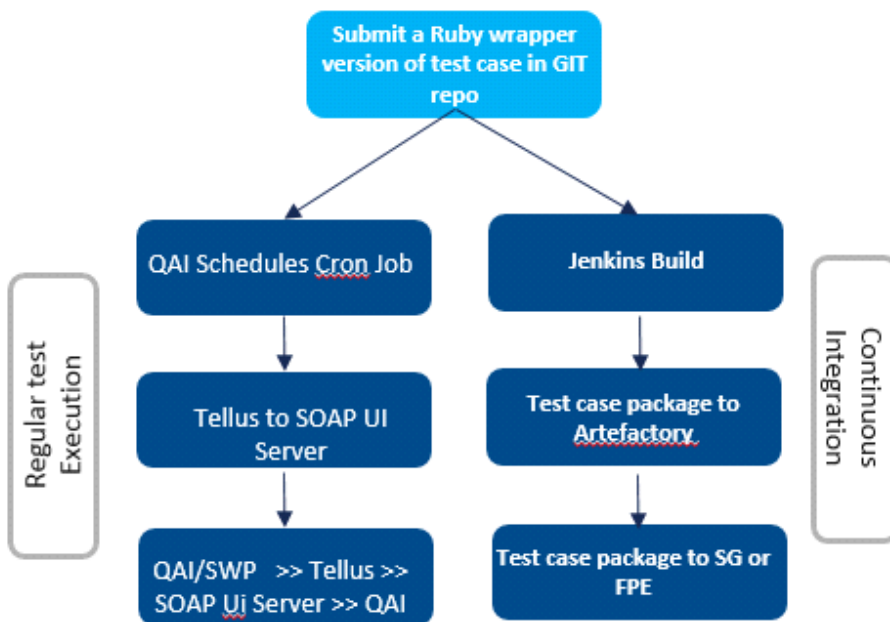 Submit a Ruby wrapper
version of test case in GIT
repo
QAI Schedules Cron Job
Jenkins Build
Regular test
Execution
Continuous
Integration
Tellus to SOAP UI
Server
Test case package to
Artefactory
QAI/SWP >> Tellus >>
SOAP Ui Server >> QAI
Test case package to SG or
FPE